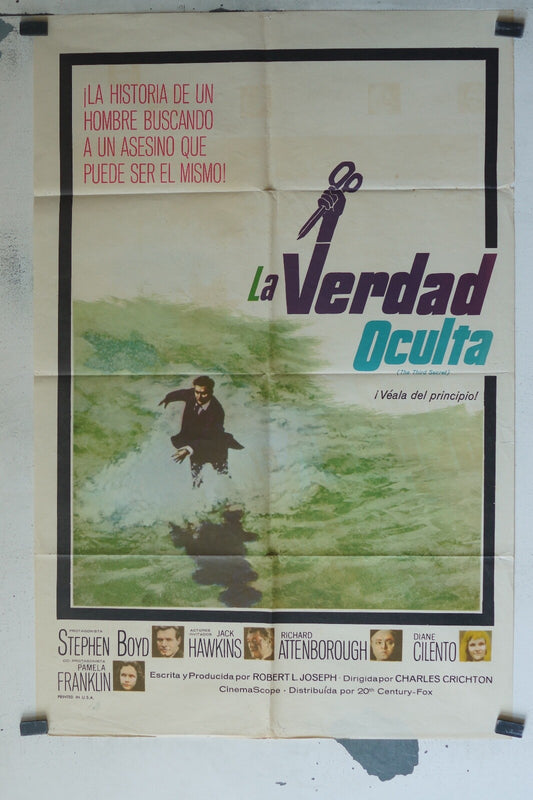 ¡LA HISTORIA DE UN
HOMBRE BUSCANDO
A UN ASESINO QUE
PUEDE SER EL MISMO!
La Verdad
Oculta
(The Third Secret)
¡Véala del principio!
PROTAGONISTA
STEPHEN BOYD
ACTORES INVITADOS
JACK HAWKINS
RICHARD ATTENBOROUGH
DIANE CILENTO
CO-PROTAGONISTA
PAMELA FRANKLIN
PRINTED IN U.S.A.
Escrita y Producida por ROBERT L. JOSEPH · Dirigida por CHARLES CRICHTON
CinemaScope - Distribuída por 20th Century-Fox